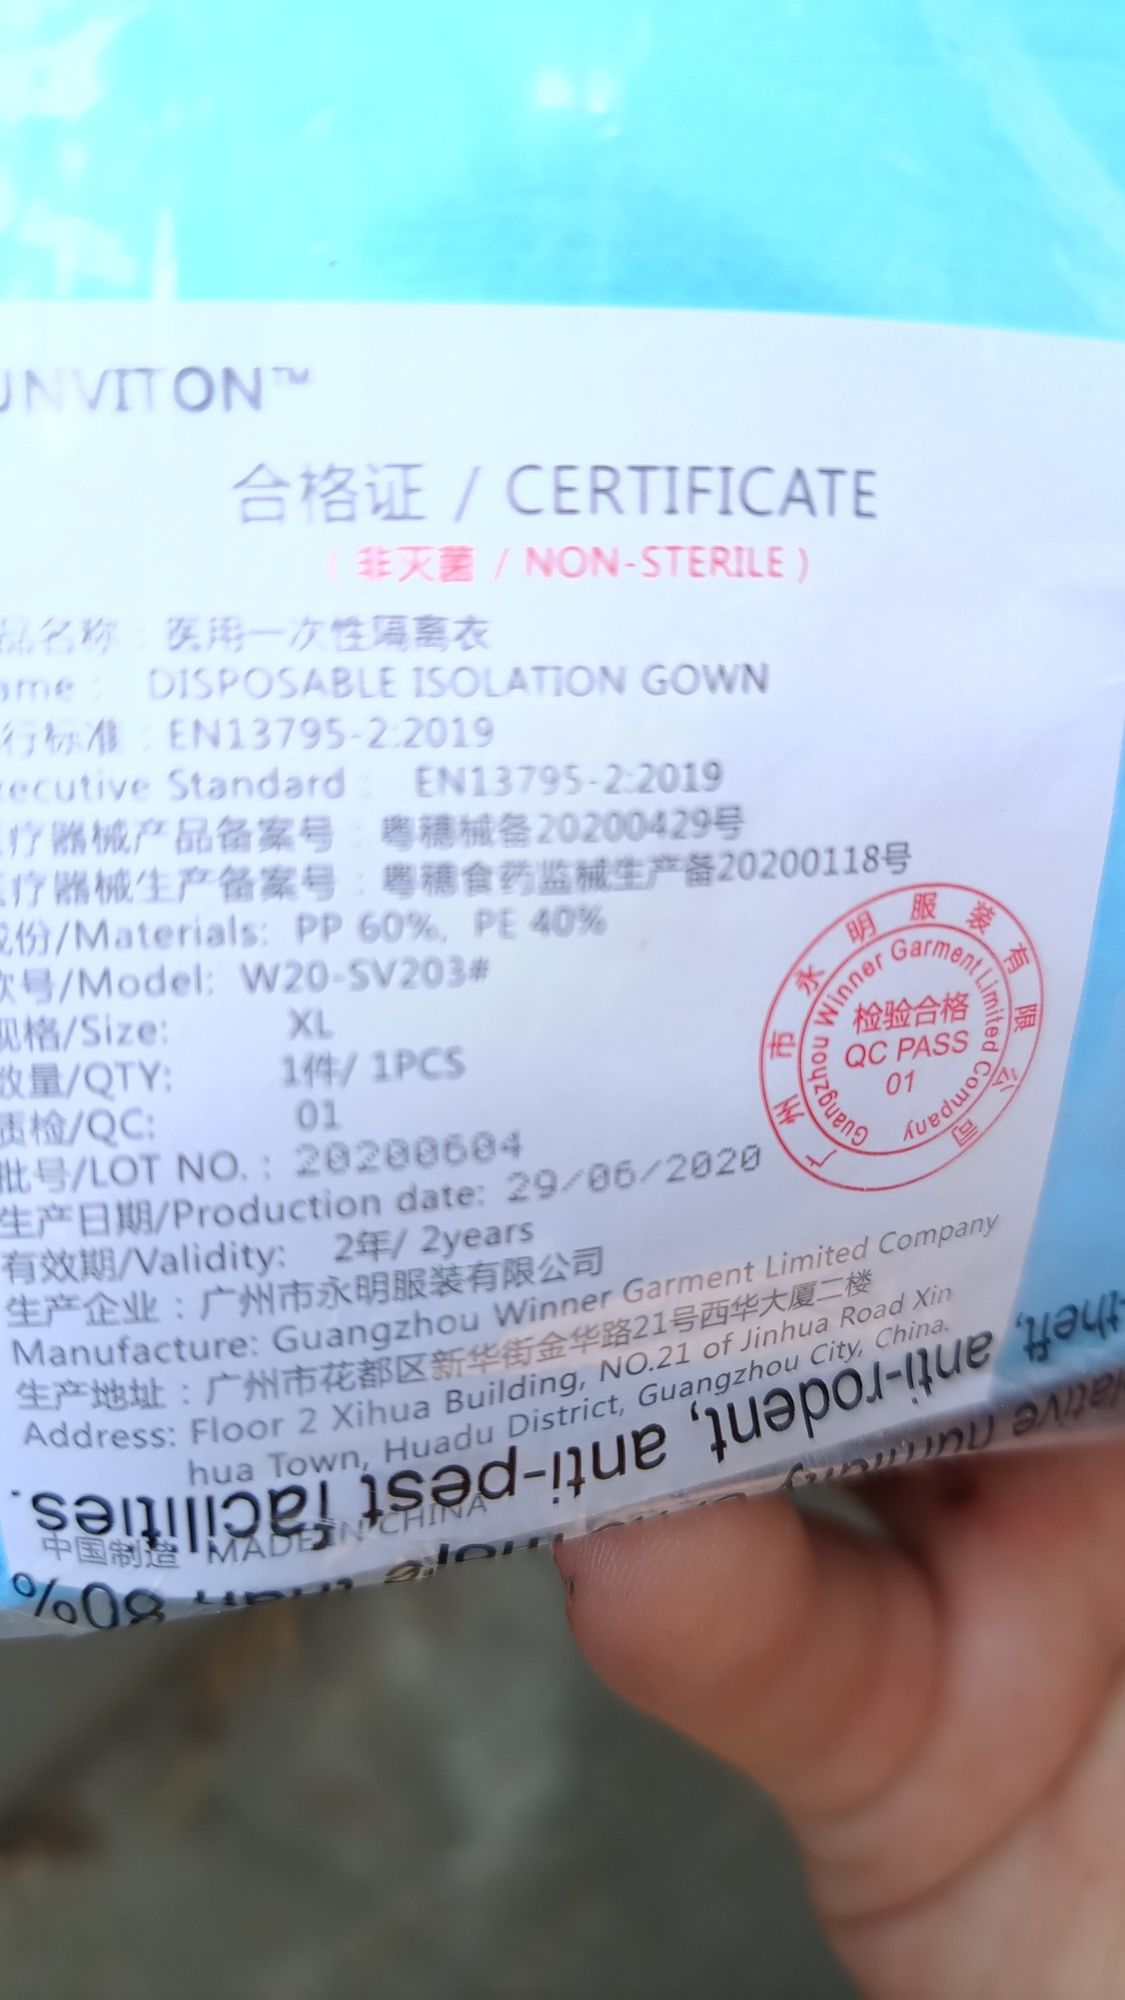 UNVITON™
合格证 / CERTIFICATE
( 非灭菌 / NON-STERILE )
品名称 : 医用一次性隔离衣
ame : DISPOSABLE ISOLATION GOWN
行标准 : EN13795-2:2019
ecutive Standard : EN13795-2:2019
疗器械产品备案号 : 粤穗械备20200429号
疗器械生产备案号 : 粤穗食药监械生产备20200118号
份/Materials: PP 60%, PE 40%
号/Model: W20-SV203#
规格/Size: XL
数量/QTY: 1件/ 1PCS
质检/QC: 01
批号/LOT NO. : 20200604
生产日期/Production date: 29/06/2020
有效期/Validity: 2年/ 2years
生产企业 : 广州市永明服装有限公司
Manufacture: Guangzhou Winner Garment Limited Company
生产地址 : 广州市花都区新华街金华路21号西华大厦二楼
Address: Floor 2 Xihua Building, NO.21 of Jinhua Road Xin
hua Town, Huadu District, Guangzhou City, China.
中国制造 MADE IN CHINA
广州市永明服装有限公司
Guangzhou Winner Garment Limited Company
检验合格
QC PASS
01
more than 80%
theft, anti-rodent, anti-pest facilities.